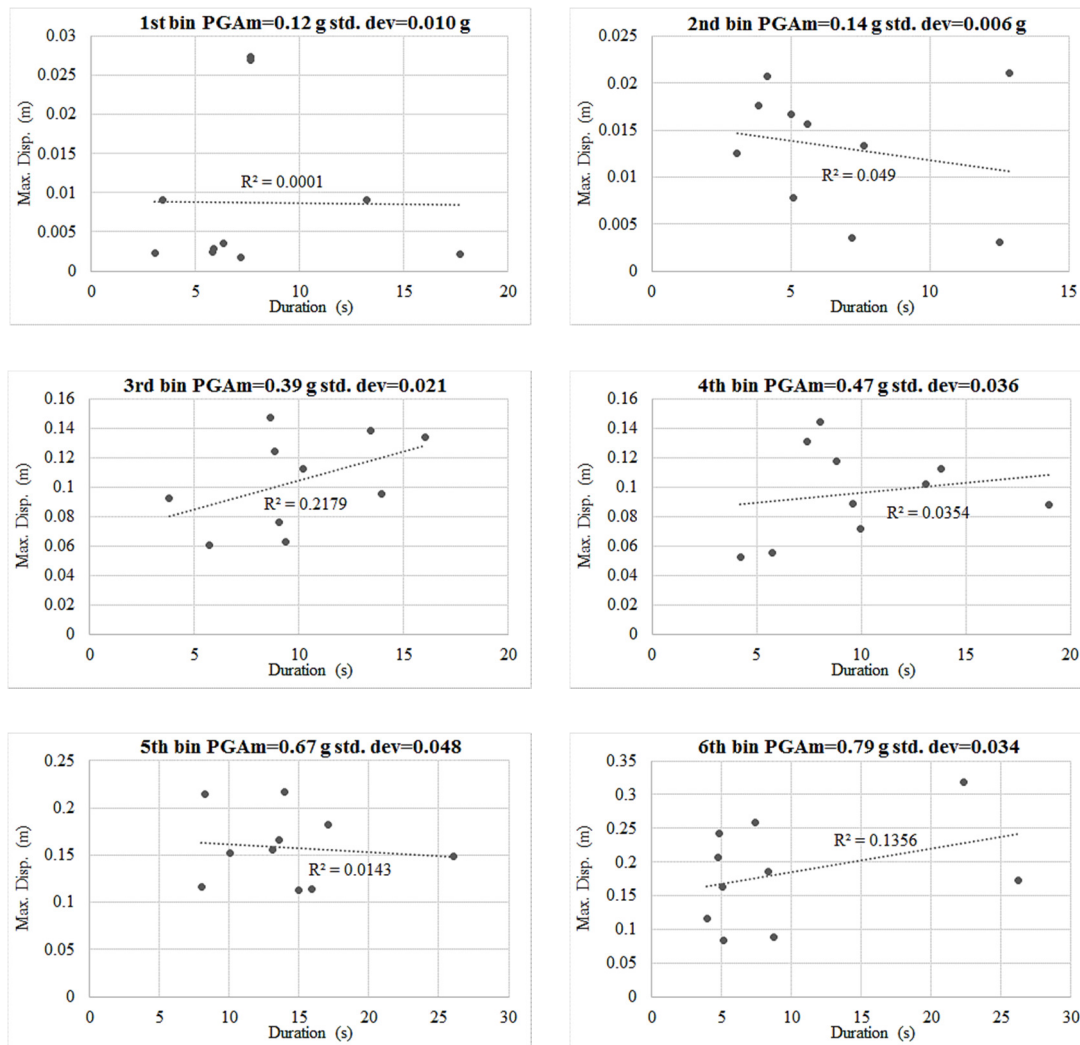 1st bin PGAm=0.12 g std. dev=0.010 g
0.03
0.025
0.02
0.015
0.01
0.005
0
Max. Disp. (m)
R² = 0.0001
0 5 10 15 20
Duration (s)
2nd bin PGAm=0.14 g std. dev=0.006 g
0.025
0.02
0.015
0.01
0.005
0
Max. Disp. (m)
R² = 0.049
0 5 10 15
Duration (s)
3rd bin PGAm=0.39 g std. dev=0.021
0.16
0.14
0.12
0.1
0.08
0.06
0.04
0.02
0
Max. Disp. (m)
R² = 0.2179
0 5 10 15 20
Duration (s)
4th bin PGAm=0.47 g std. dev=0.036
0.16
0.14
0.12
0.1
0.08
0.06
0.04
0.02
0
Max. Disp. (m)
R² = 0.0354
0 5 10 15 20
Duration (s)
5th bin PGAm=0.67 g std. dev=0.048
0.25
0.2
0.15
0.1
0.05
0
Max. Disp. (m)
R² = 0.0143
0 5 10 15 20 25 30
Duration (s)
6th bin PGAm=0.79 g std. dev=0.034
0.35
0.3
0.25
0.2
0.15
0.1
0.05
0
Max. Disp. (m)
R² = 0.1356
0 5 10 15 20 25 30
Duration (s)